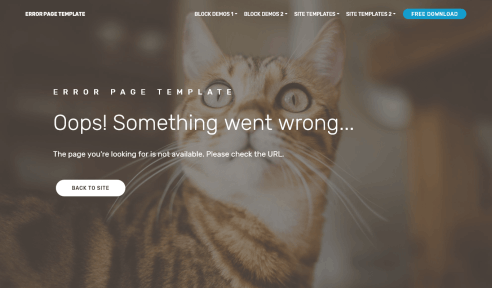 ERROR PAGE TEMPLATE
BLOCK DEMOS 1 BLOCK DEMOS 2 SITE TEMPLATES SITE TEMPLATES 2 FREE DOWNLOAD
ERROR PAGE TEMPLATE
Oops! Something went wrong...
The page you're looking for is not available. Please check the URL.
BACK TO SITE